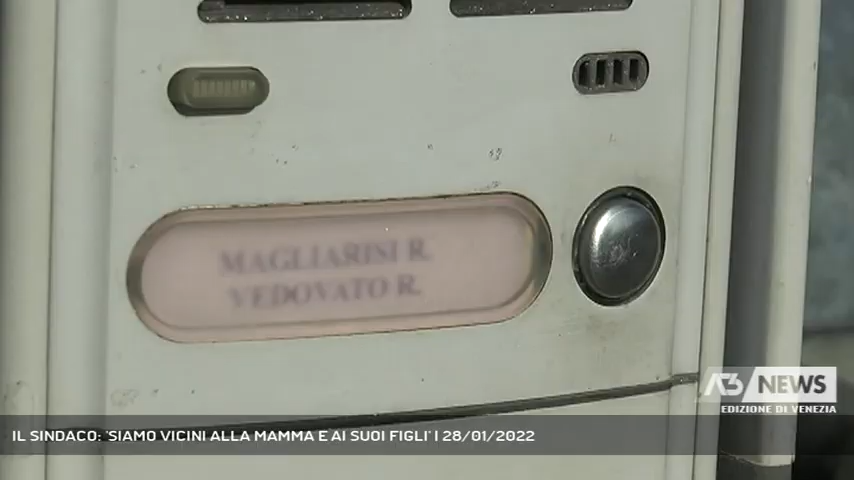 MAGLIARISI R.
VEDOVATO R.
A3 NEWS
EDIZIONE DI VENEZIA
IL SINDACO: 'SIAMO VICINI ALLA MAMMA E AI SUOI FIGLI' | 28/01/2022